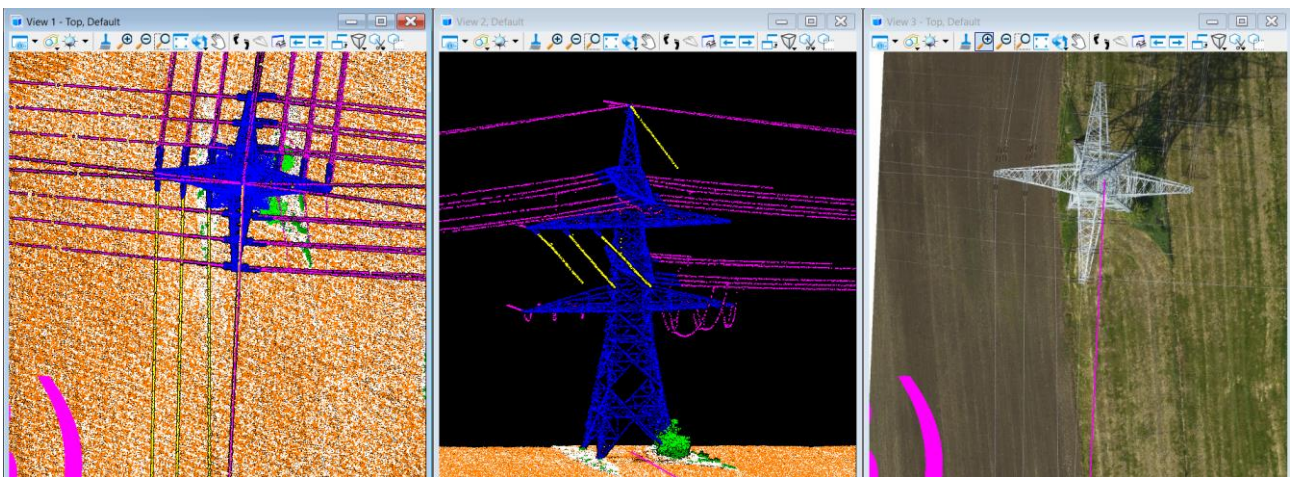 View 1 - Top, Default
View 2, Default
View 3 - Top, Default